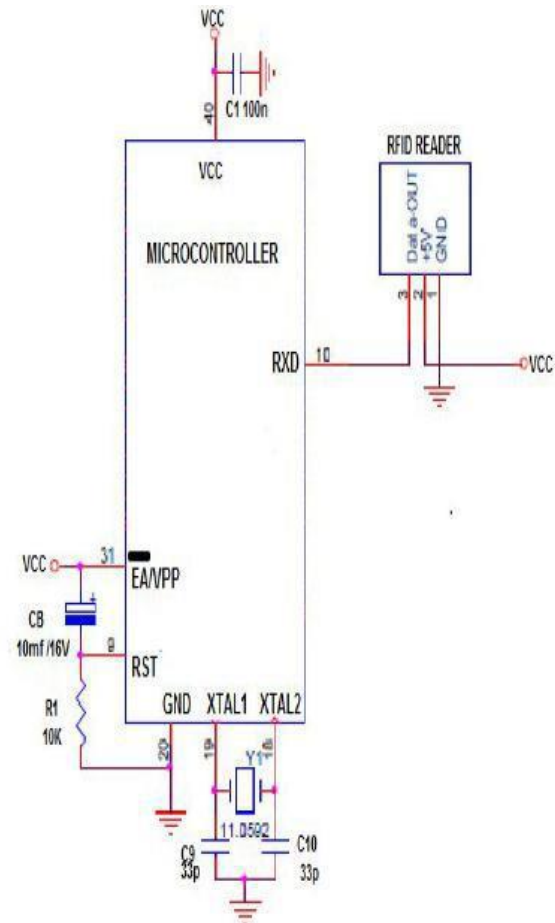 VCC
C1 100n
40
VCC
RFID READER
Data-OUT
+5V
GND
MICROCONTROLLER
3
2
1
RXD
10
VCC
VCC
31
EA/VPP
C8
10mf/16V
9
RST
R1
10K
GND
XTAL1
XTAL2
20
19
18
Y1
11.0592
C9
33p
C10
33p